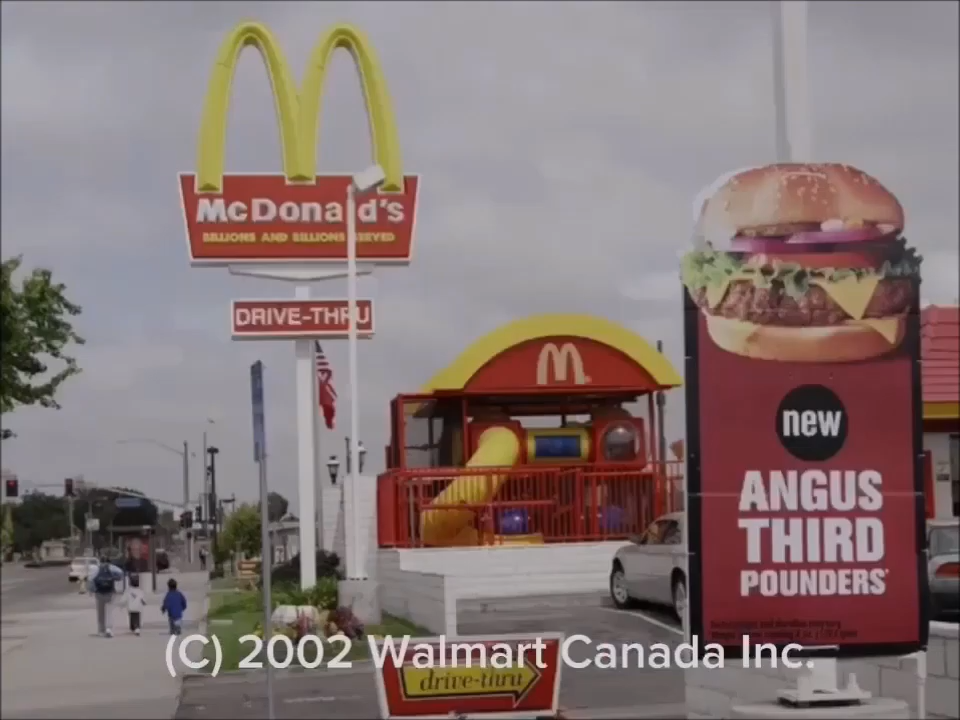 McDonald's
BILLIONS AND BILLIONS SERVED
DRIVE-THRU
new
ANGUS
THIRD
POUNDERS
drive-thru
(C) 2002 Walmart Canada Inc.